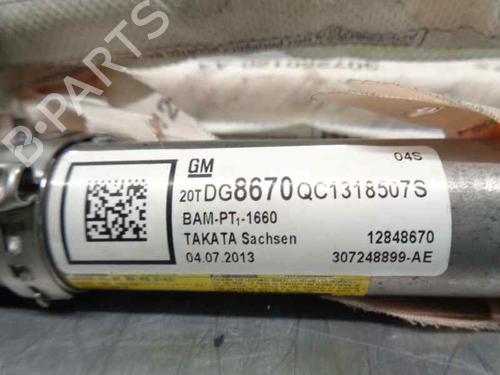 GM
04S
20TDG8670QC1318507S
BAM-PT1-1660
TAKATA Sachsen
12848670
04.07.2013
307248899-AE
B-PARTS